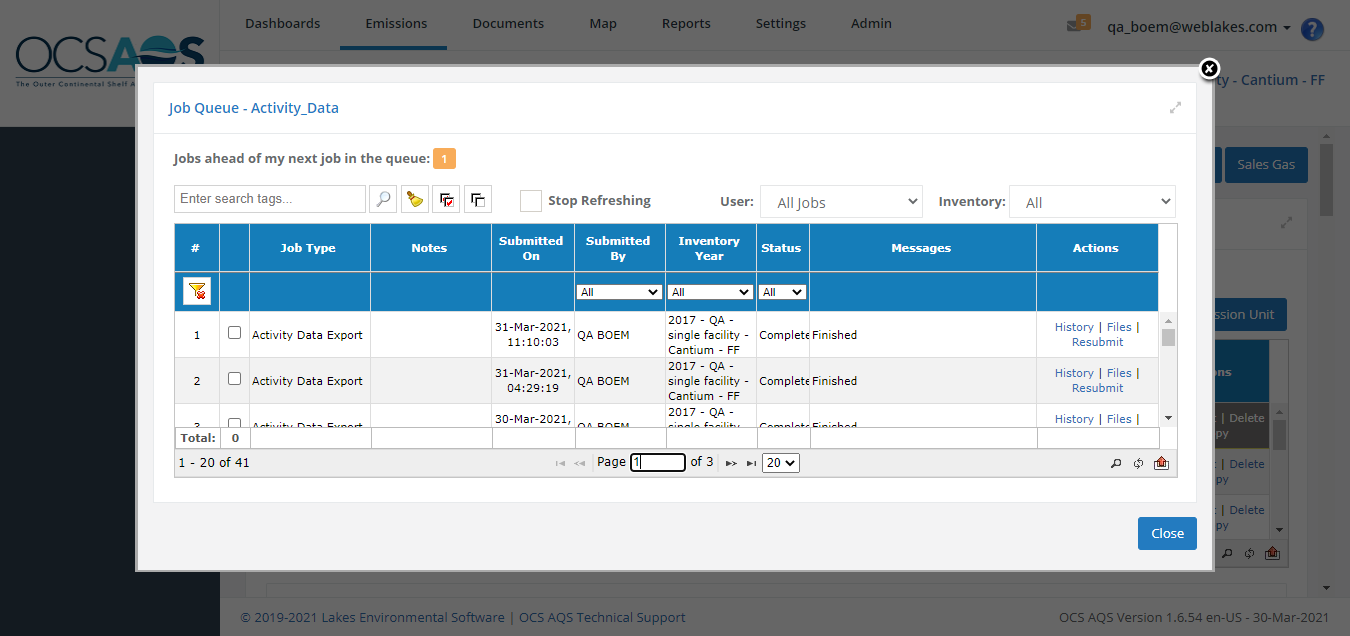 Dashboards Emissions Documents Map Reports Settings Admin
5 qa_boem@weblakes.com ?
OCSAQS
The Outer Continental Shelf A
ty - Cantium - FF
Job Queue - Activity_Data
Jobs ahead of my next job in the queue: 1
Sales Gas
Enter search tags... Stop Refreshing User: All Jobs Inventory: All
# Job Type Notes Submitted On Submitted By Inventory Year Status Messages Actions
All All All
ssion Unit
1 Activity Data Export 31-Mar-2021, 11:10:03 QA BOEM 2017 - QA - single facility - Cantium - FF Complete Finished History | Files | Resubmit
ns
2 Activity Data Export 31-Mar-2021, 04:29:19 QA BOEM 2017 - QA - single facility - Cantium - FF Complete Finished History | Files | Resubmit
3 Activity Data Export 30-Mar-2021, QA BOEM 2017 - QA - single facility - Complete Finished History | Files |
| Delete
py
Total: 0
1 - 20 of 41 Page 1 of 3 20
| Delete
py
| Delete
py
Close
© 2019-2021 Lakes Environmental Software | OCS AQS Technical Support
OCS AQS Version 1.6.54 en-US - 30-Mar-2021